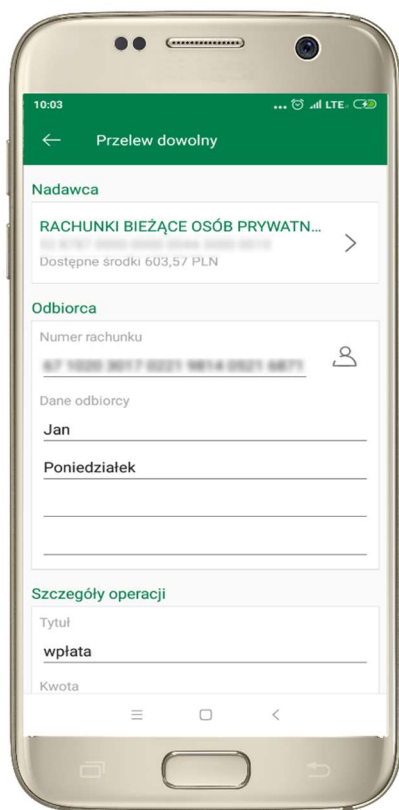 10:03
... LTE
Przelew dowolny
Nadawca
RACHUNKI BIEŻĄCE OSÓB PRYWATN...
Dostępne środki 603,57 PLN
Odbiorca
Numer rachunku
Dane odbiorcy
Jan
Poniedziałek
Szczegóły operacji
Tytuł
wpłata
Kwota